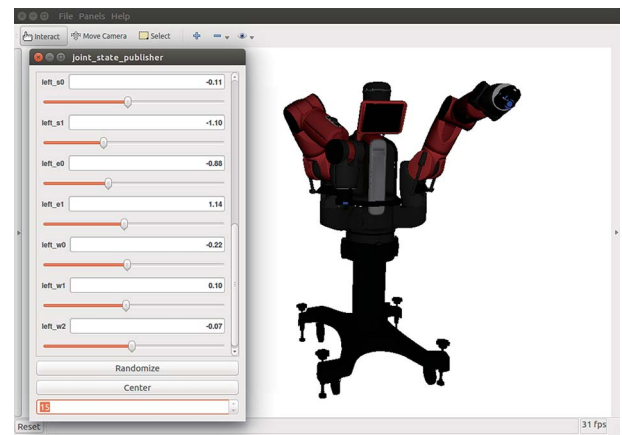 File Panels Help
Interact Move Camera Select
joint_state_publisher
left_s0 -0.11
left_s1 -1.10
left_e0 -0.88
left_e1 1.14
left_w0 -0.22
left_w1 0.10
left_w2 -0.07
Randomize
Center
15
Reset 31 fps